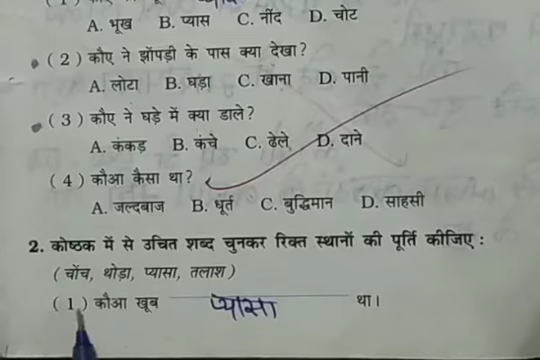 A. भूख B. प्यास C. नींद D. चोट
( 2 ) कौए ने झोंपड़ी के पास क्या देखा?
A. लोटा B. घड़ा C. खाना D. पानी
( 3 ) कौए ने घड़े में क्या डाले?
A. कंकड़ B. कंचे C. ढेले D. दाने
( 4 ) कौआ कैसा था?
A. जल्दबाज B. धूर्त C. बुद्धिमान D. साहसी
2. कोष्ठक में से उचित शब्द चुनकर रिक्त स्थानों की पूर्ति कीजिए :
( चोंच, थोड़ा, प्यासा, तलाश )
( 1 ) कौआ खूब प्यासा था।